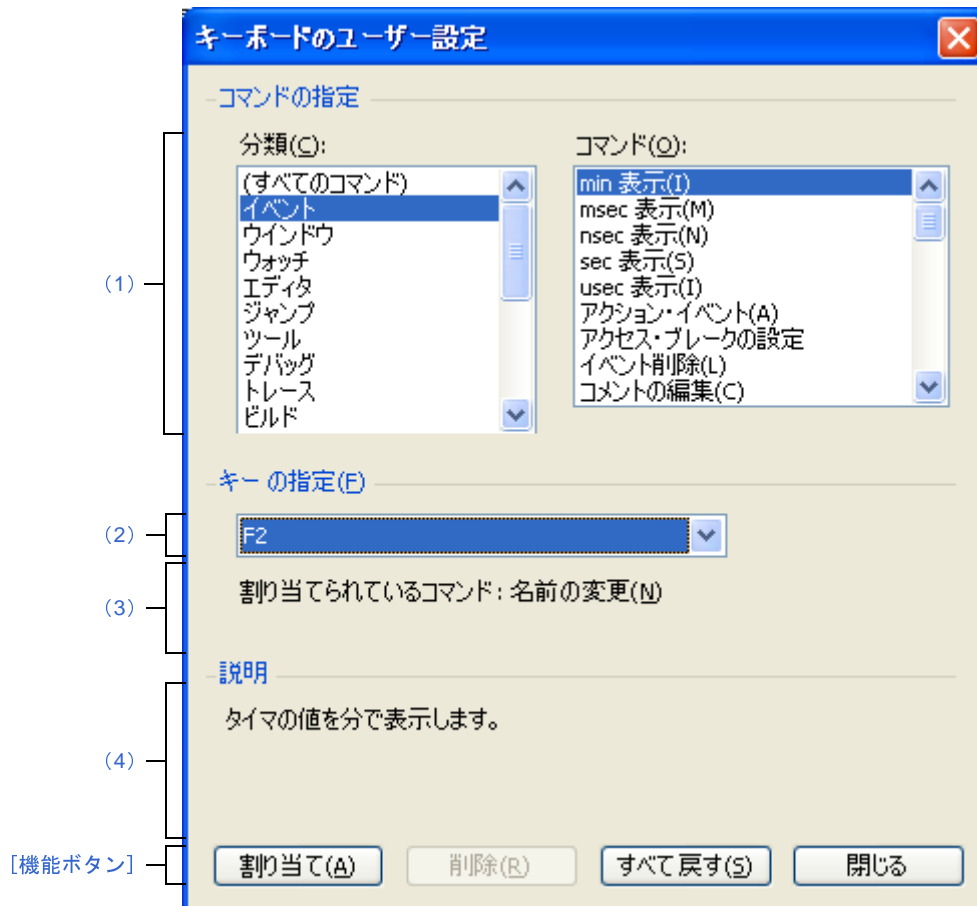 キーボードのユーザー設定
コマンドの指定
分類(C):
(すべてのコマンド)
イベント
ウインドウ
ウォッチ
エディタ
ジャンプ
ツール
デバッグ
トレース
ビルド
コマンド(O):
min 表示(I)
msec 表示(M)
nsec 表示(N)
sec 表示(S)
usec 表示(I)
アクション・イベント(A)
アクセス・ブレークの設定
イベント削除(L)
コメントの編集(C)
(1)
キー の指定(F)
(2)
F2
(3)
割り当てられているコマンド : 名前の変更(N)
説明
(4)
タイマの値を分で表示します。
[機能ボタン]
割り当て(A)
削除(R)
すべて戻す(S)
閉じる